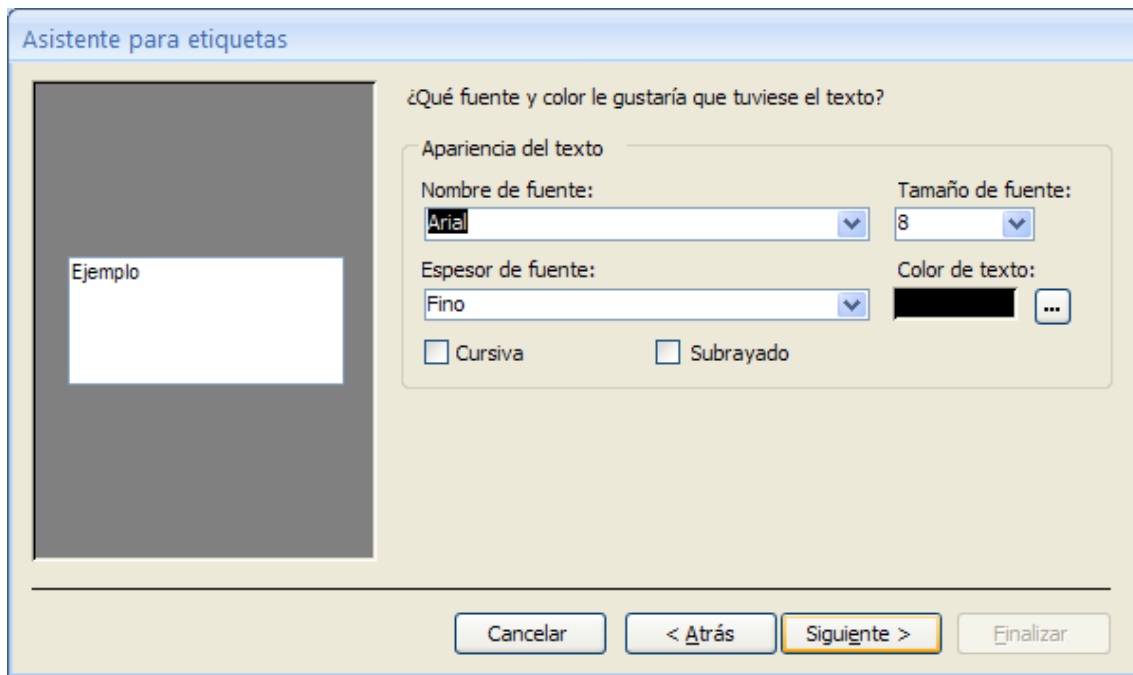 Asistente para etiquetas
¿Qué fuente y color le gustaría que tuviese el texto?
Apariencia del texto
Nombre de fuente: Tamaño de fuente:
Arial 8
Ejemplo
Espesor de fuente: Color de texto:
Fino ...
Cursiva Subrayado
Cancelar < Atrás Siguiente > Finalizar